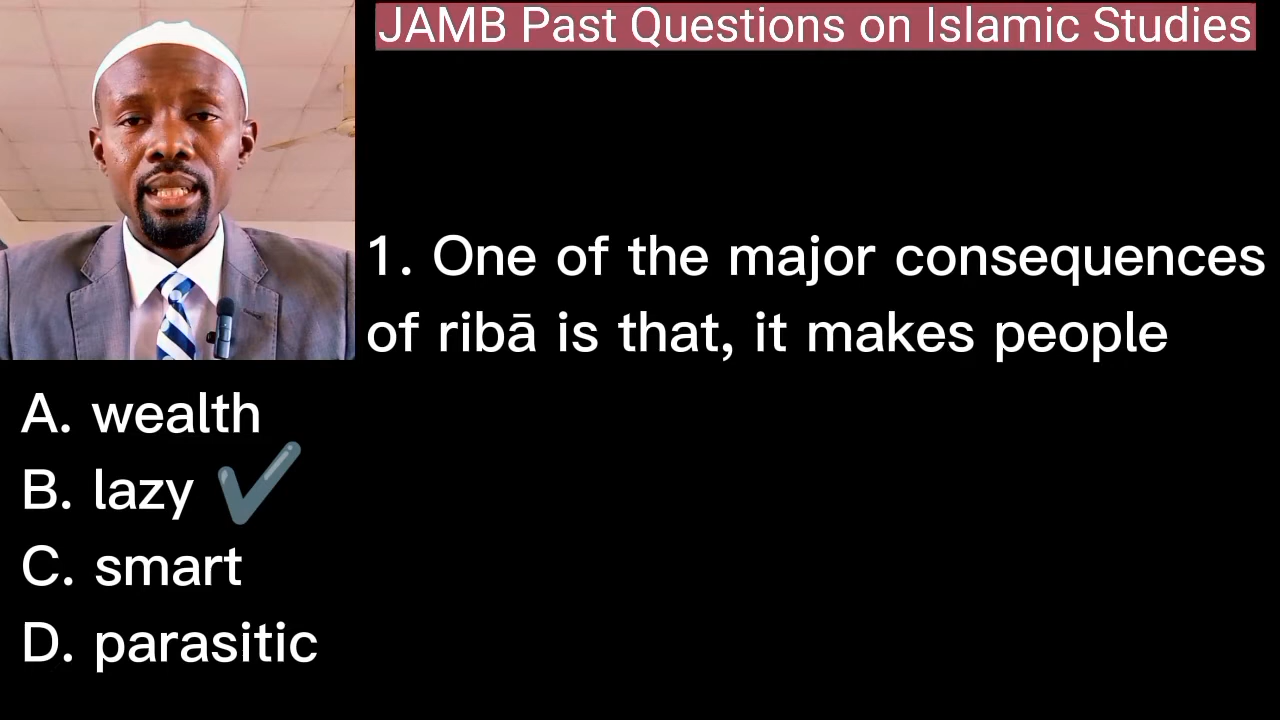 JAMB Past Questions on Islamic Studies
1. One of the major consequences
of ribā is that, it makes people
A. wealth
B. lazy ✔
C. smart
D. parasitic